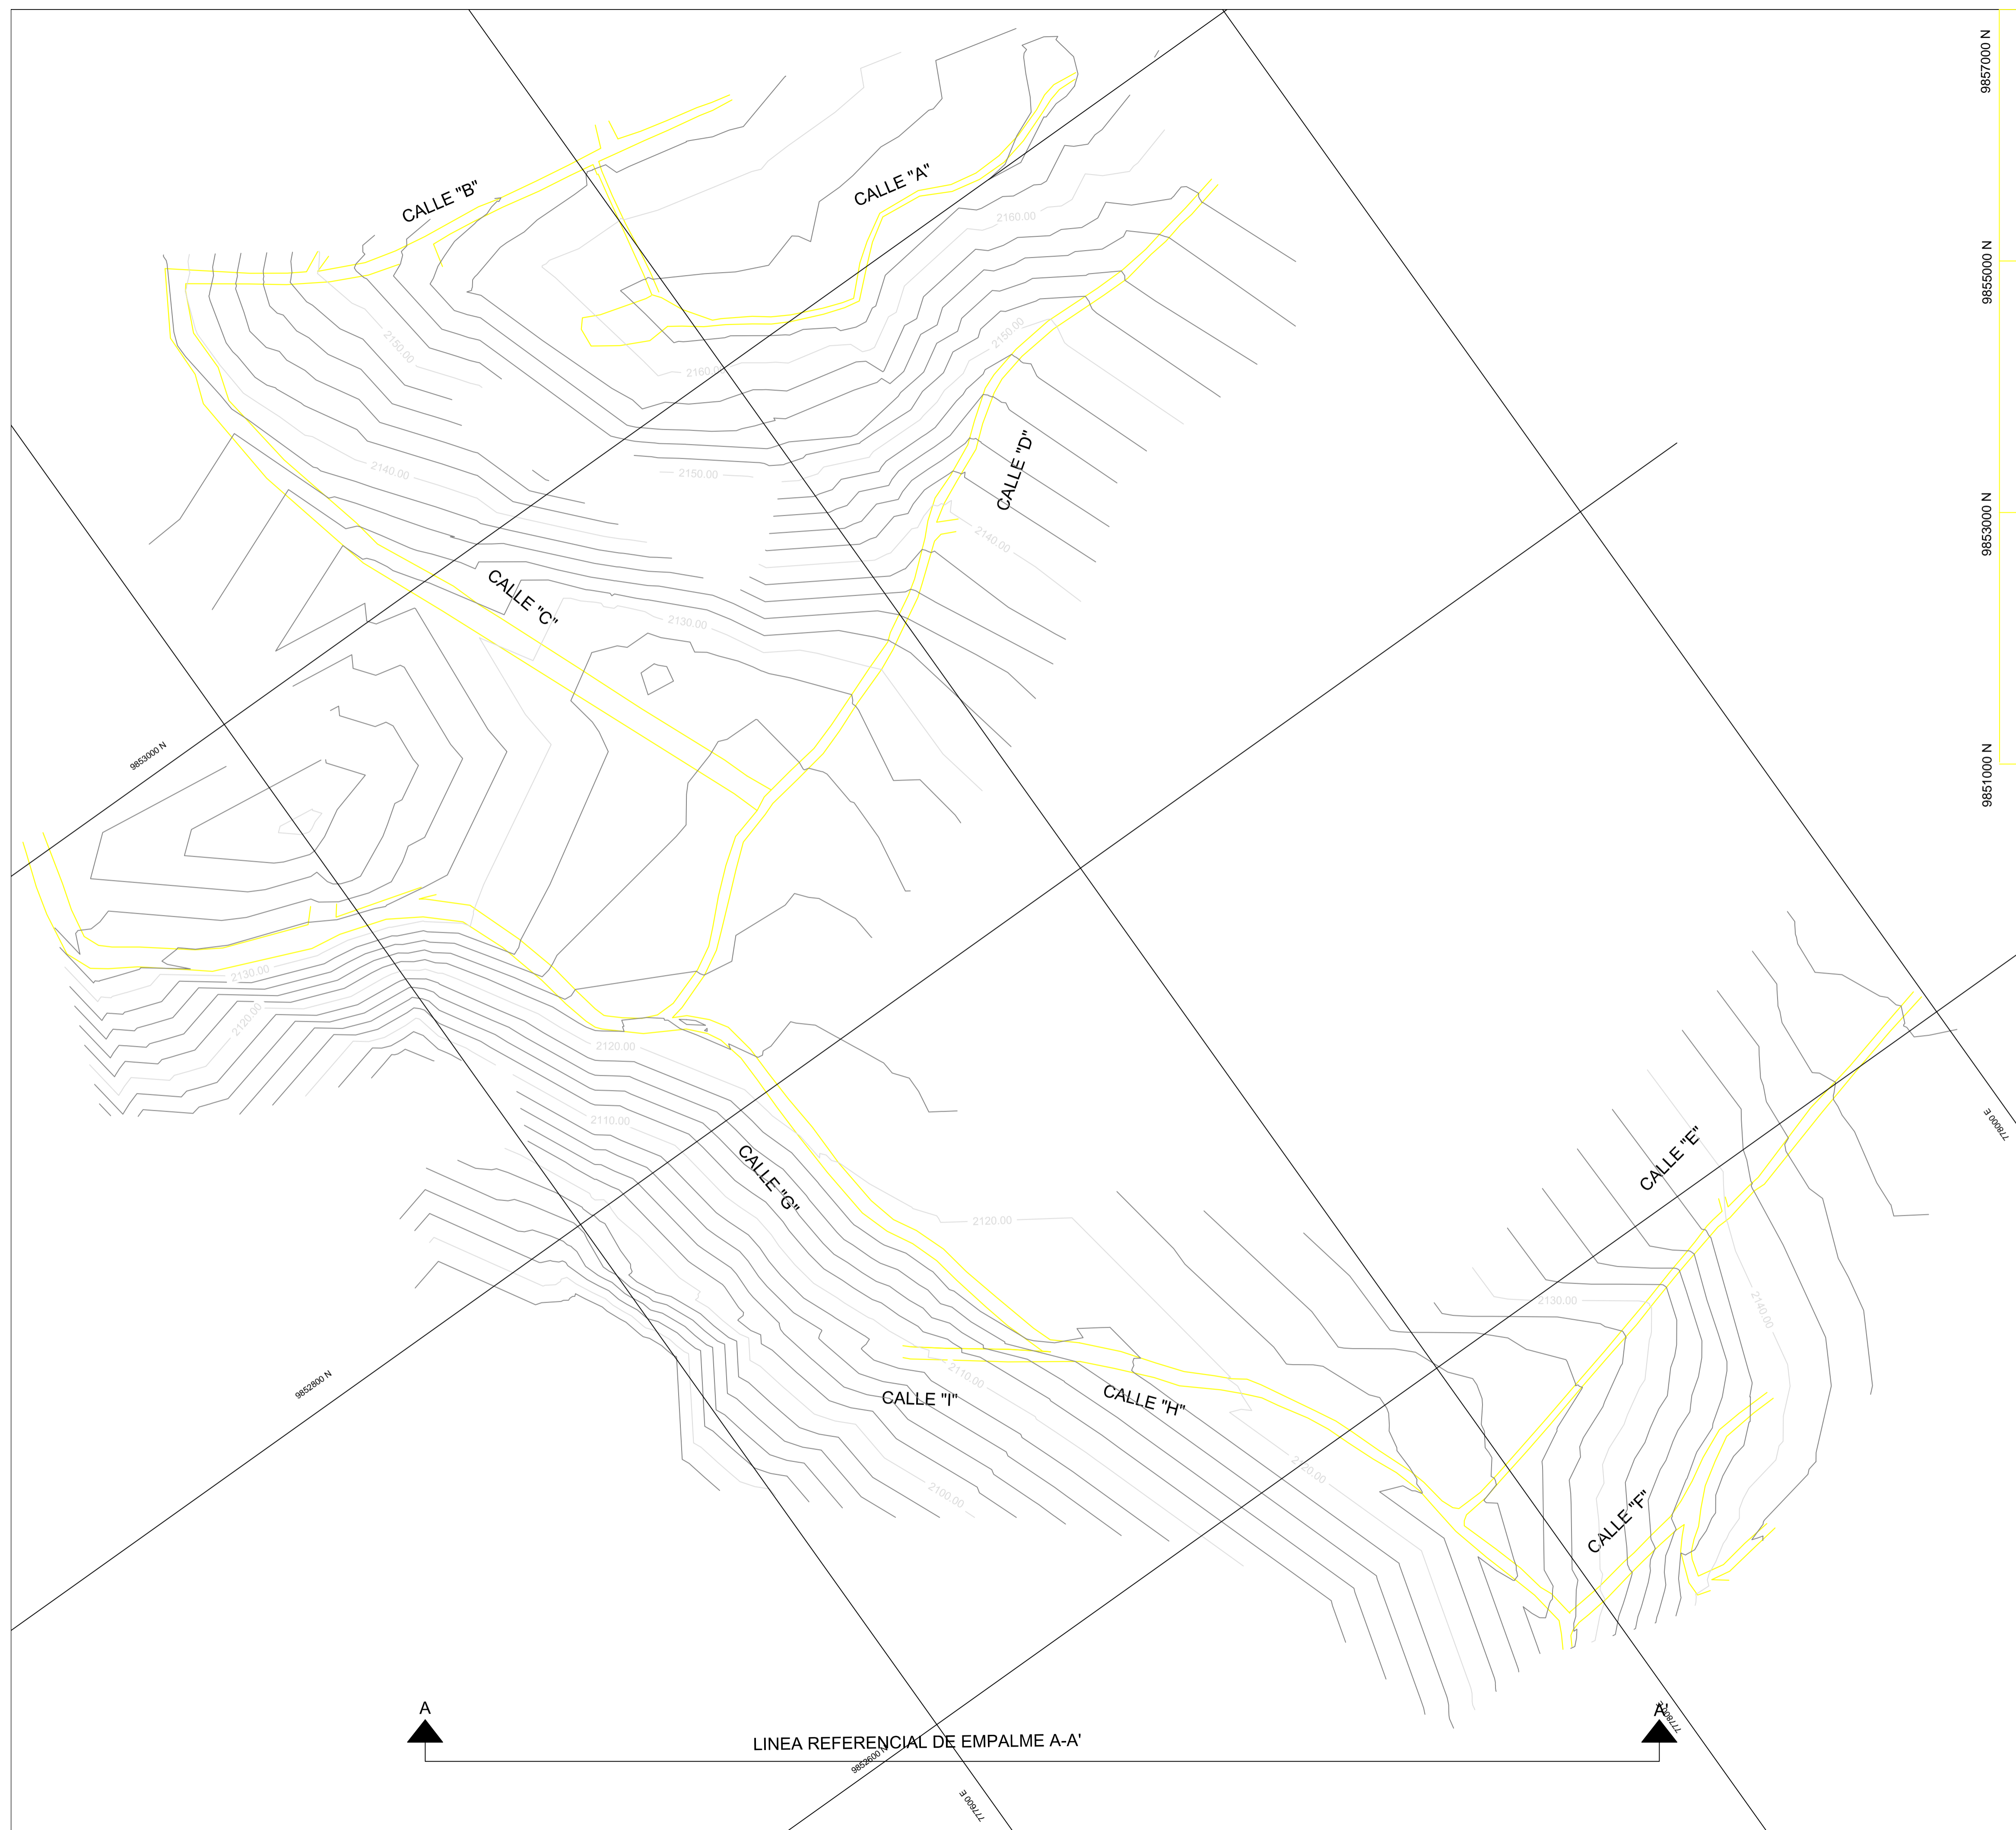 9857000 N
CALLE "B"
CALLE "A"
2160.00
9855000 N
2150.00
2150.00
CALLE "D"
2140.00
2150.00
9853000 N
2140.00
CALLE "C"
2130.00
9853000 N
9851000 N
2130.00
2120.00
2120.00
2110.00
CALLE "G"
2120.00
CALLE "E"
778000 E
2130.00
2140.00
2110.00
9852800 N
CALLE "I"
CALLE "H"
2120.00
2100.00
CALLE "F"
A
A'
777800 E
LINEA REFERENCIAL DE EMPALME A-A'
9852600 N
777600 E